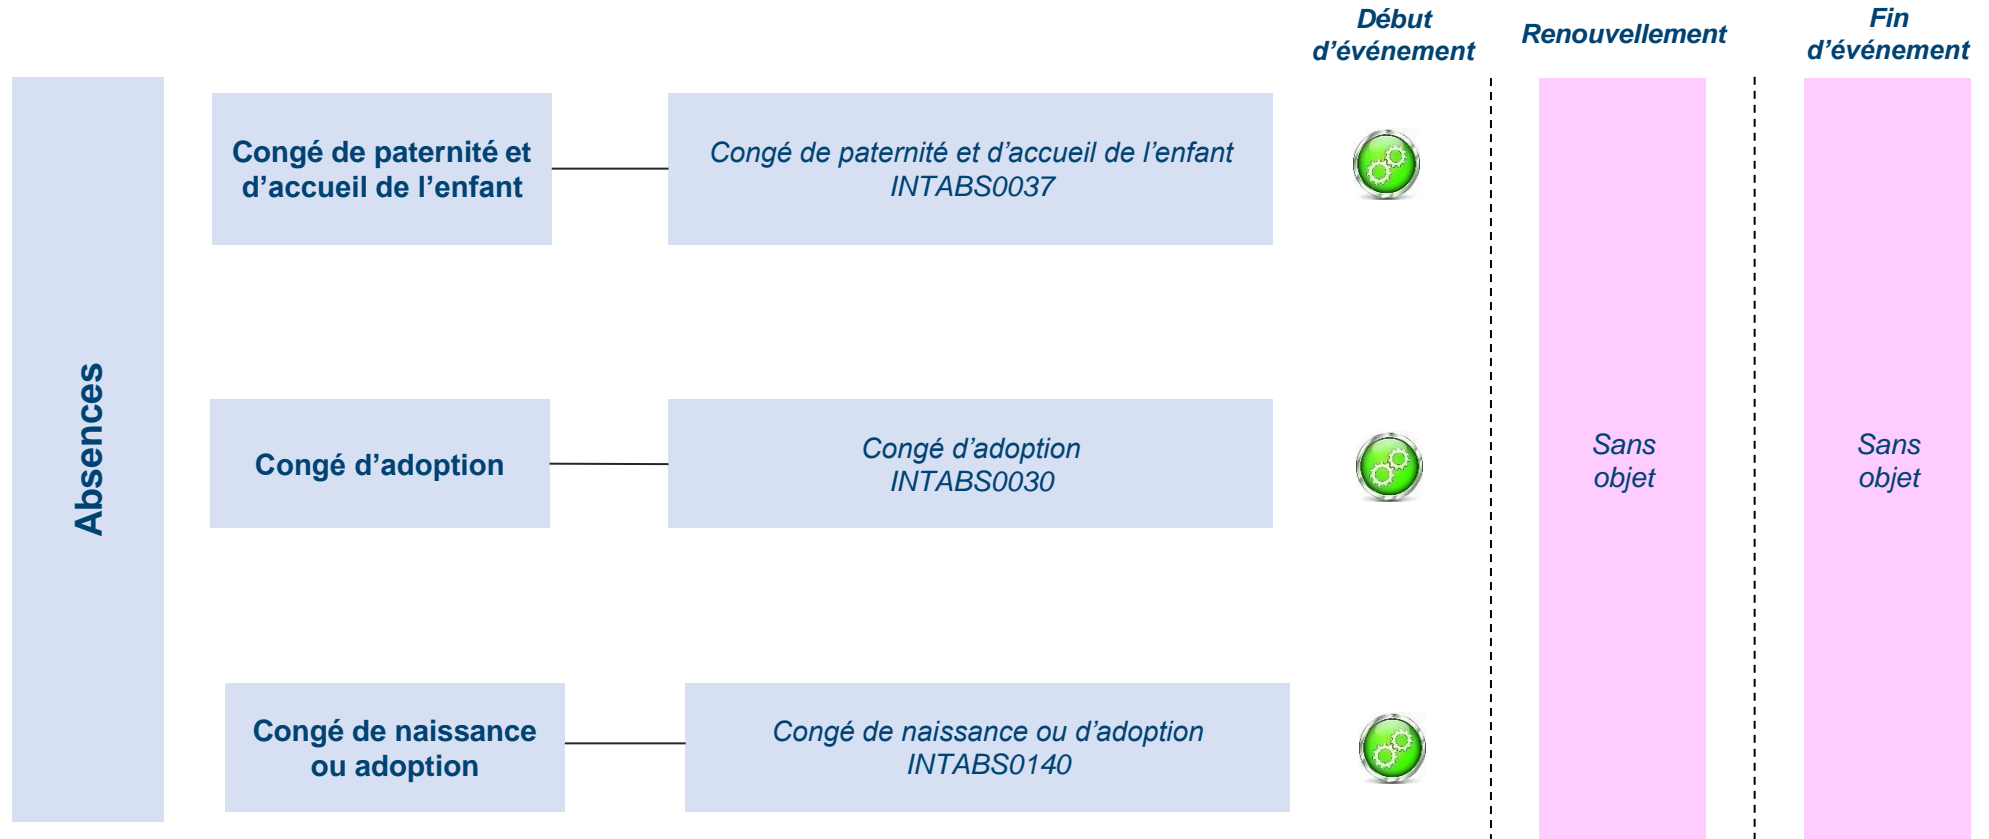 Début
d’événement
Renouvellement
Fin
d’événement
Absences
Congé de paternité et
d’accueil de l’enfant
Congé de paternité et d’accueil de l’enfant
INTABS0037
Congé d’adoption
Congé d’adoption
INTABS0030
Sans
objet
Sans
objet
Congé de naissance
ou adoption
Congé de naissance ou d’adoption
INTABS0140